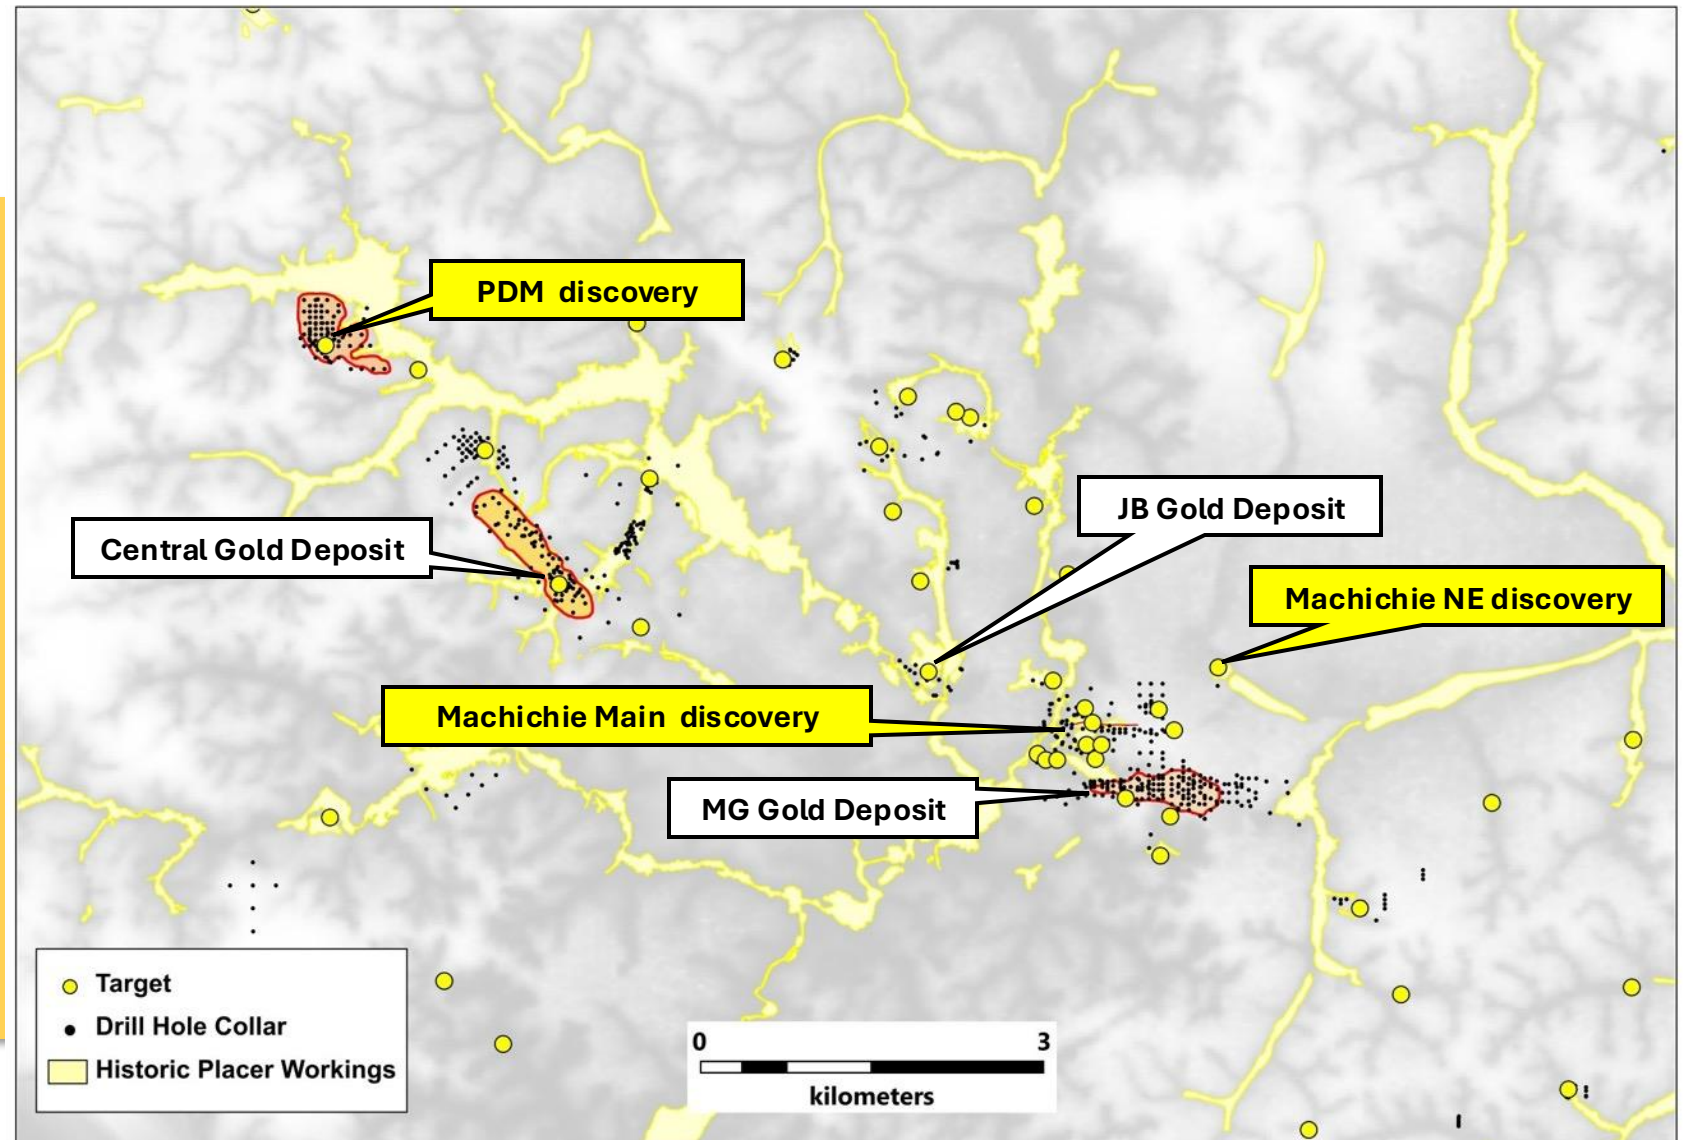 PDM discovery
JB Gold Deposit
Central Gold Deposit
Machichie NE discovery
Machichie Main discovery
MG Gold Deposit
Target
Drill Hole Collar
Historic Placer Workings
0 3
kilometers